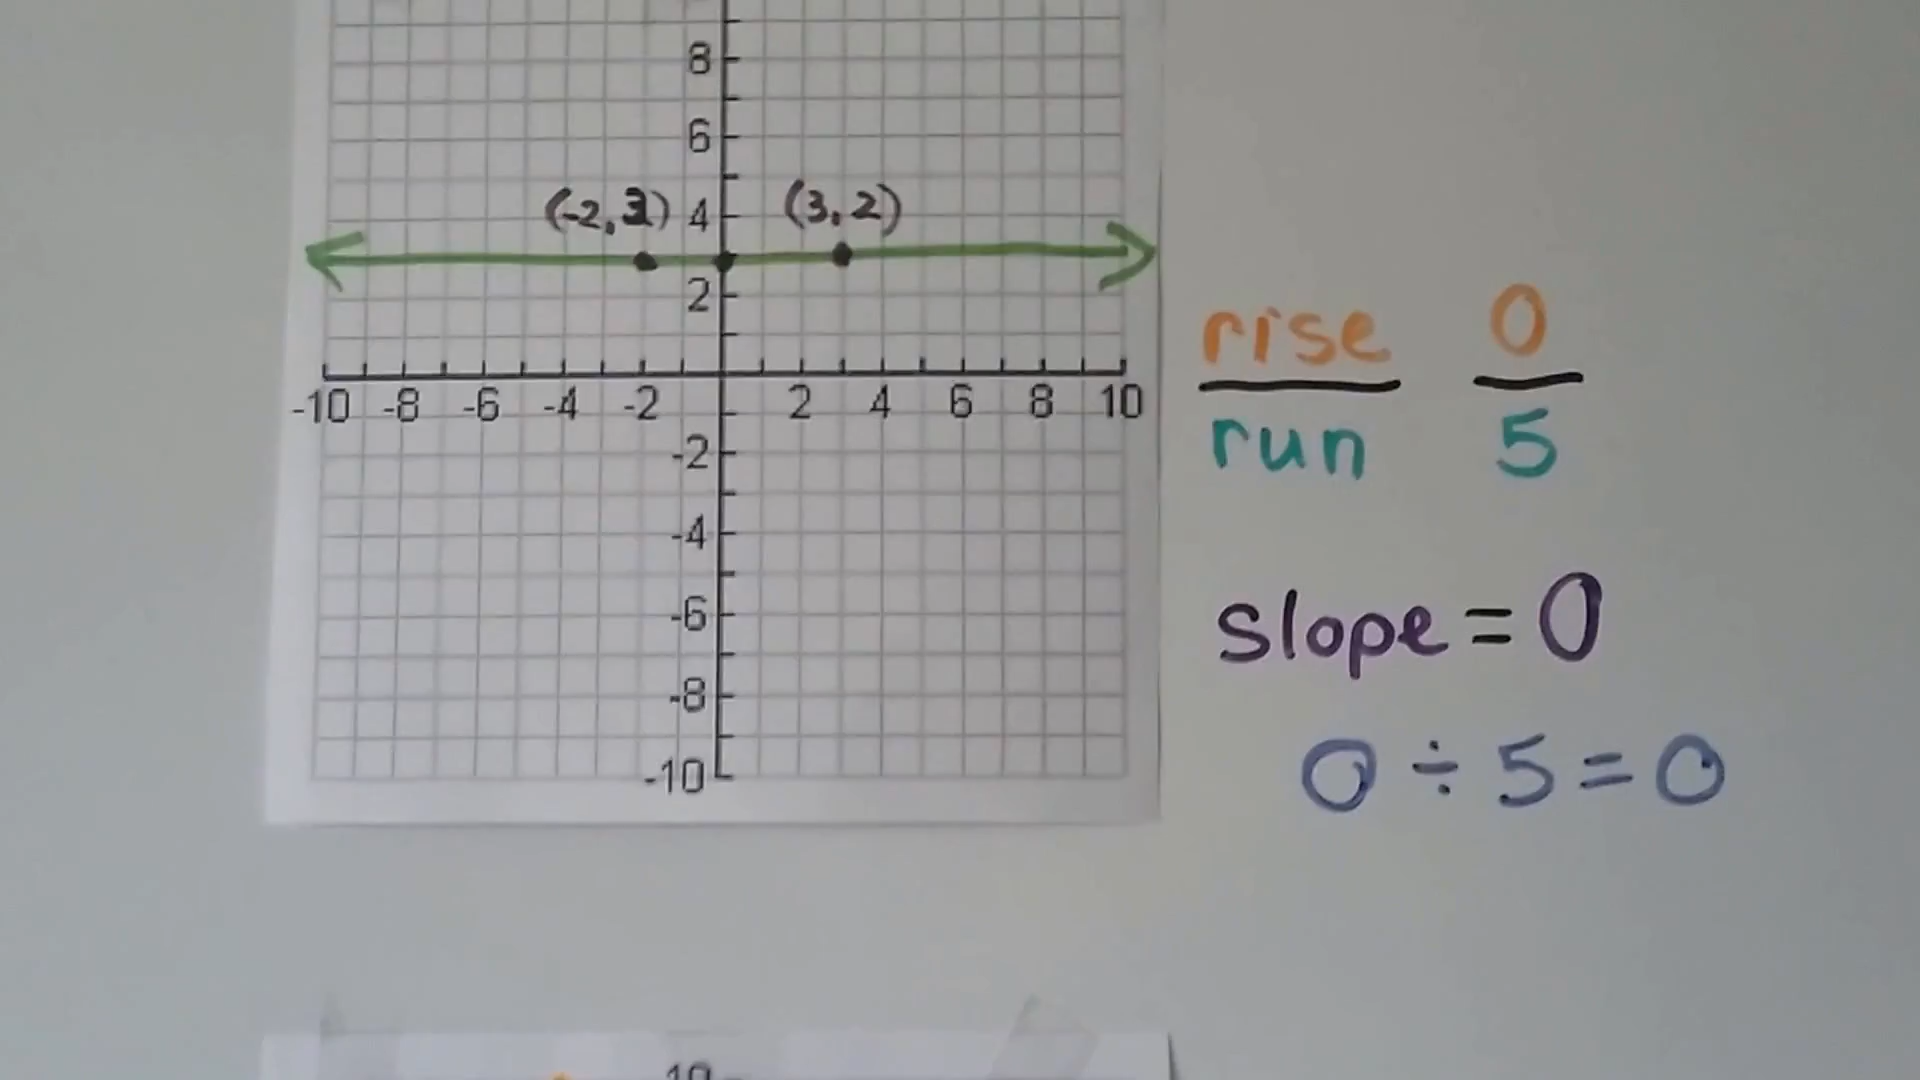 8
6
(-2,3) 4 (3,2)
2
-10 -8 -6 -4 -2 2 4 6 8 10
-2
-4
-6
-8
-10
rise 0
run 5
slope = 0
0 ÷ 5 = 0
10